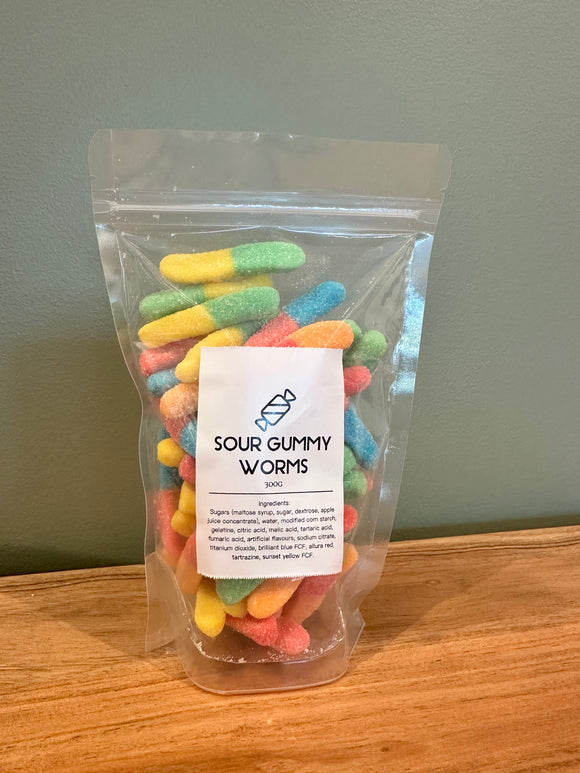 SOUR GUMMY
WORMS
300G
Ingredients:
Sugars (maltose syrup, sugar, dextrose, apple
juice concentrate), water, modified corn starch,
gelatine, citric acid, malic acid, tartaric acid,
fumaric acid, artificial flavours, sodium citrate,
titanium dioxide, brilliant blue FCF, allura red,
tartrazine, sunset yellow FCF.